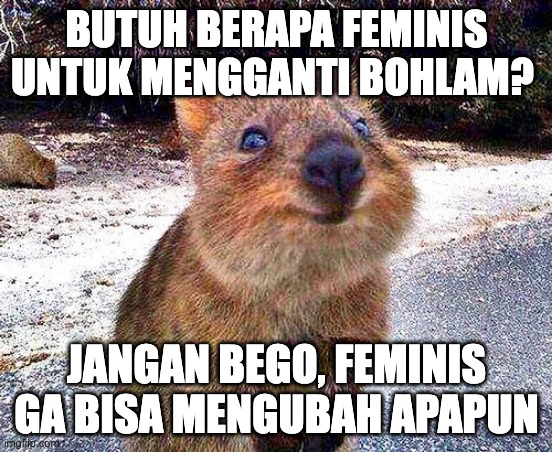 BUTUH BERAPA FEMINIS
UNTUK MENGGANTI BOHLAM?
JANGAN BEGO, FEMINIS
GA BISA MENGUBAH APAPUN
imgflip.com